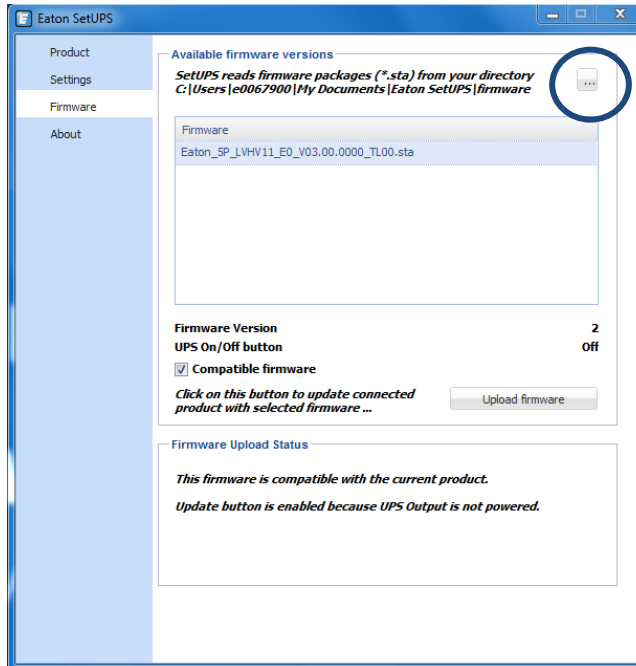 Eaton SetUPS
Product
Settings
Firmware
About
Available firmware versions
SetUPS reads firmware packages (*.sta) from your directory
C:|Users|e0067900|My Documents|Eaton SetUPS|firmware
...
Firmware
Eaton_5P_LVHV11_E0_V03.00.0000_TL00.sta
Firmware Version 2
UPS On/Off button Off
Compatible firmware
Click on this button to update connected
product with selected firmware ...
Upload firmware
Firmware Upload Status
This firmware is compatible with the current product.
Update button is enabled because UPS Output is not powered.